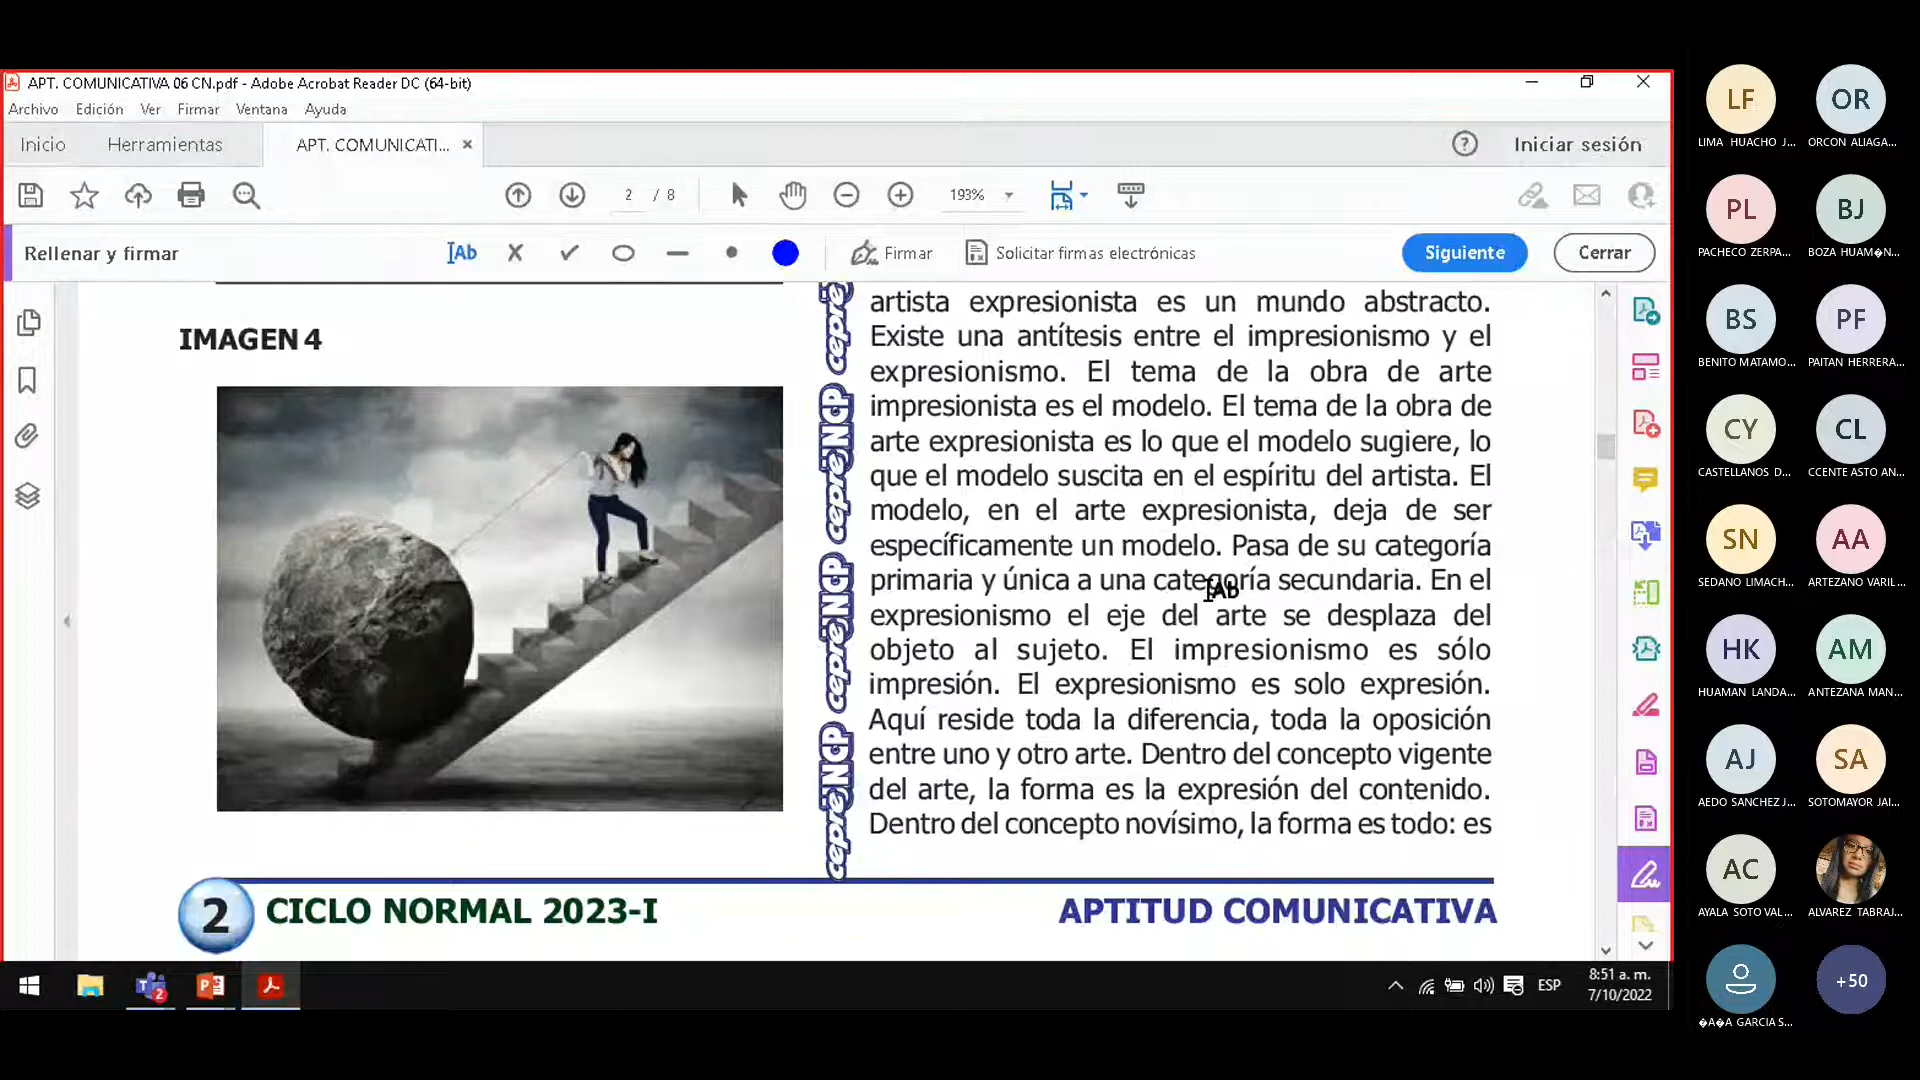 APT. COMUNICATIVA 06 CN.pdf - Adobe Acrobat Reader DC (64-bit)
Archivo Edición Ver Firmar Ventana Ayuda
Inicio Herramientas APT. COMUNICATI... × Iniciar sesión
2 / 8 193%
Rellenar y firmar Ab Firmar Solicitar firmas electrónicas Siguiente Cerrar
IMAGEN 4
artista expresionista es un mundo abstracto.
Existe una antítesis entre el impresionismo y el
expresionismo. El tema de la obra de arte
impresionista es el modelo. El tema de la obra de
arte expresionista es lo que el modelo sugiere, lo
que el modelo suscita en el espíritu del artista. El
modelo, en el arte expresionista, deja de ser
específicamente un modelo. Pasa de su categoría
primaria y única a una categoría secundaria. En el
expresionismo el eje del arte se desplaza del
objeto al sujeto. El impresionismo es sólo
impresión. El expresionismo es solo expresión.
Aquí reside toda la diferencia, toda la oposición
entre uno y otro arte. Dentro del concepto vigente
del arte, la forma es la expresión del contenido.
Dentro del concepto novísimo, la forma es todo: es
Ab
cepreUNCP cepreUNCP cepreUNCP cepre
2 CICLO NORMAL 2023-I APTITUD COMUNICATIVA
ESP
8:51 a. m.
7/10/2022
LF OR
LIMA HUACHO J... ORCON ALIAGA...
PL BJ
PACHECO ZERPA... BOZA HUAM�N...
BS PF
BENITO MATAMO... PAITAN HERRERA...
CY CL
CASTELLANOS D... CCENTE ASTO AN...
SN AA
SEDANO LIMACH... ARTEZANO VARIL...
HK AM
HUAMAN LANDA... ANTEZANA MAN...
AJ SA
AEDO SANCHEZ J... SOTOMAYOR JAI...
AC
AYALA SOTO VAL... ALVAREZ TABRAJ...
+50
�A�A GARCIA S...